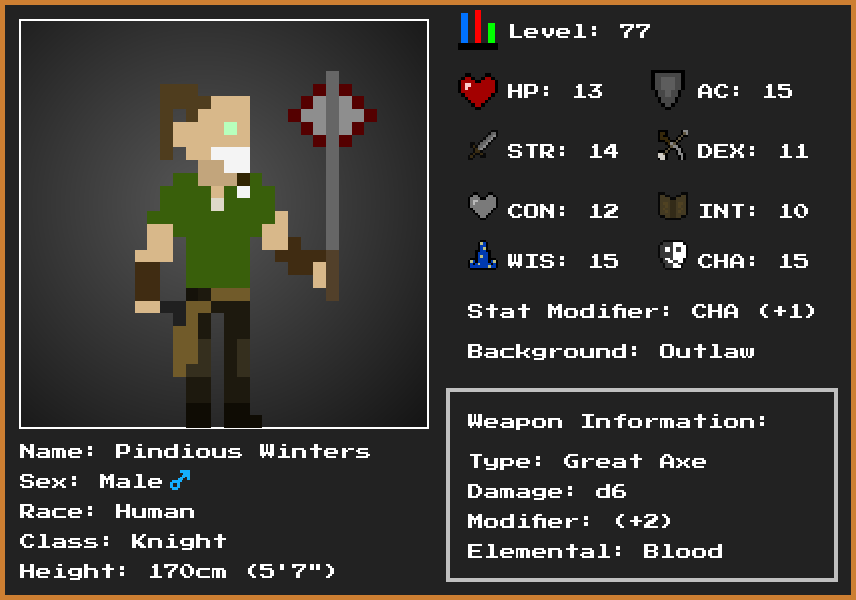 Level: 77
HP: 13
AC: 15
STR: 14
DEX: 11
CON: 12
INT: 10
WIS: 15
CHA: 15
Stat Modifier: CHA (+1)
Background: Outlaw
Weapon Information:
Type: Great Axe
Damage: d6
Modifier: (+2)
Elemental: Blood
Name: Pindious Winters
Sex: Male♂
Race: Human
Class: Knight
Height: 170cm (5'7")